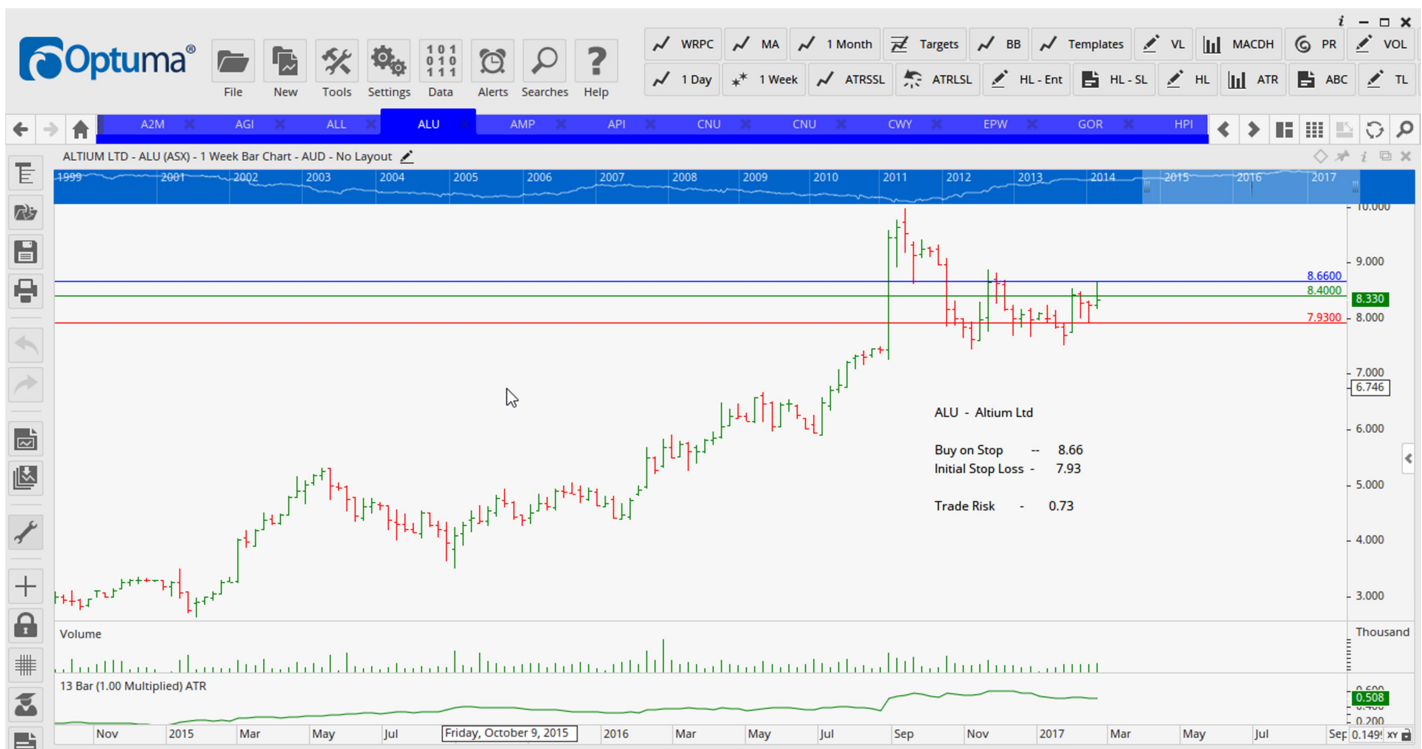 Optuma®
File New Tools Settings Data Alerts Searches Help
101
010
111
?
WRPC MA 1 Month Targets BB Templates VL MACDH PR VOL
1 Day 1 Week ATRSSL ATRLSL HL - Ent HL - SL HL ATR ABC TL
A2M AGI ALL ALU AMP API CNU CNU CWY EPW GOR HPI
ALTIUM LTD - ALU (ASX) - 1 Week Bar Chart - AUD - No Layout
1999 2001 2002 2003 2004 2005 2006 2007 2008 2009 2010 2011 2012 2013 2014 2015 2016 2017
10.000
9.000
8.6600
8.4000
8.330
8.000
7.9300
7.000
6.746
ALU - Altium Ltd
6.000
Buy on Stop -- 8.66
Initial Stop Loss - 7.93
5.000
Trade Risk - 0.73
4.000
3.000
Volume
Thousand
13 Bar (1.00 Multiplied) ATR
0.508
0.200
Nov 2015 Mar May Jul Friday, October 9, 2015 2016 Mar May Jul Sep Nov 2017 Mar May Jul Sep XY